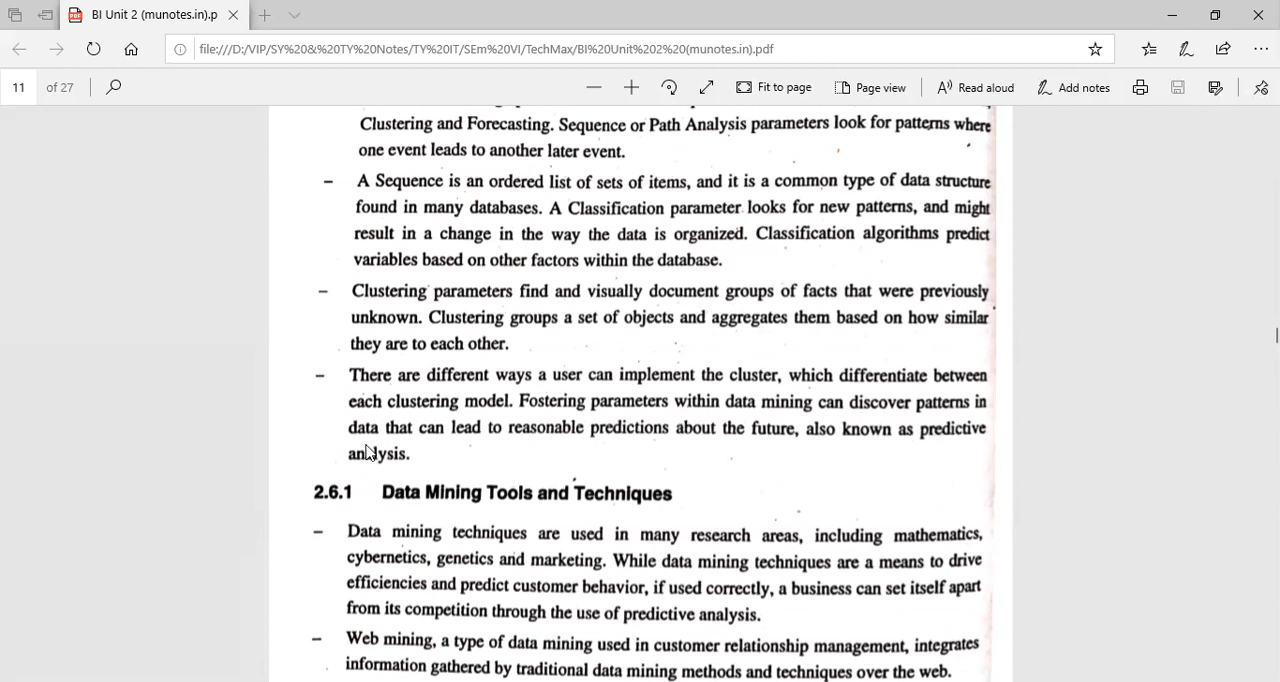 BI Unit 2 (munotes.in).p
file:///D:/VIP/SY%20&%20TY%20Notes/TY%20IT/SEm%20VI/TechMax/BI%20Unit%202%20(munotes.in).pdf
11 of 27 Fit to page Page view Read aloud Add notes
Clustering and Forecasting. Sequence or Path Analysis parameters look for patterns where
one event leads to another later event.
– A Sequence is an ordered list of sets of items, and it is a common type of data structure
found in many databases. A Classification parameter looks for new patterns, and might
result in a change in the way the data is organized. Classification algorithms predict
variables based on other factors within the database.
– Clustering parameters find and visually document groups of facts that were previously
unknown. Clustering groups a set of objects and aggregates them based on how similar
they are to each other.
– There are different ways a user can implement the cluster, which differentiate between
each clustering model. Fostering parameters within data mining can discover patterns in
data that can lead to reasonable predictions about the future, also known as predictive
analysis.
2.6.1 Data Mining Tools and Techniques
– Data mining techniques are used in many research areas, including mathematics,
cybernetics, genetics and marketing. While data mining techniques are a means to drive
efficiencies and predict customer behavior, if used correctly, a business can set itself apart
from its competition through the use of predictive analysis.
– Web mining, a type of data mining used in customer relationship management, integrates
information gathered by traditional data mining methods and techniques over the web.